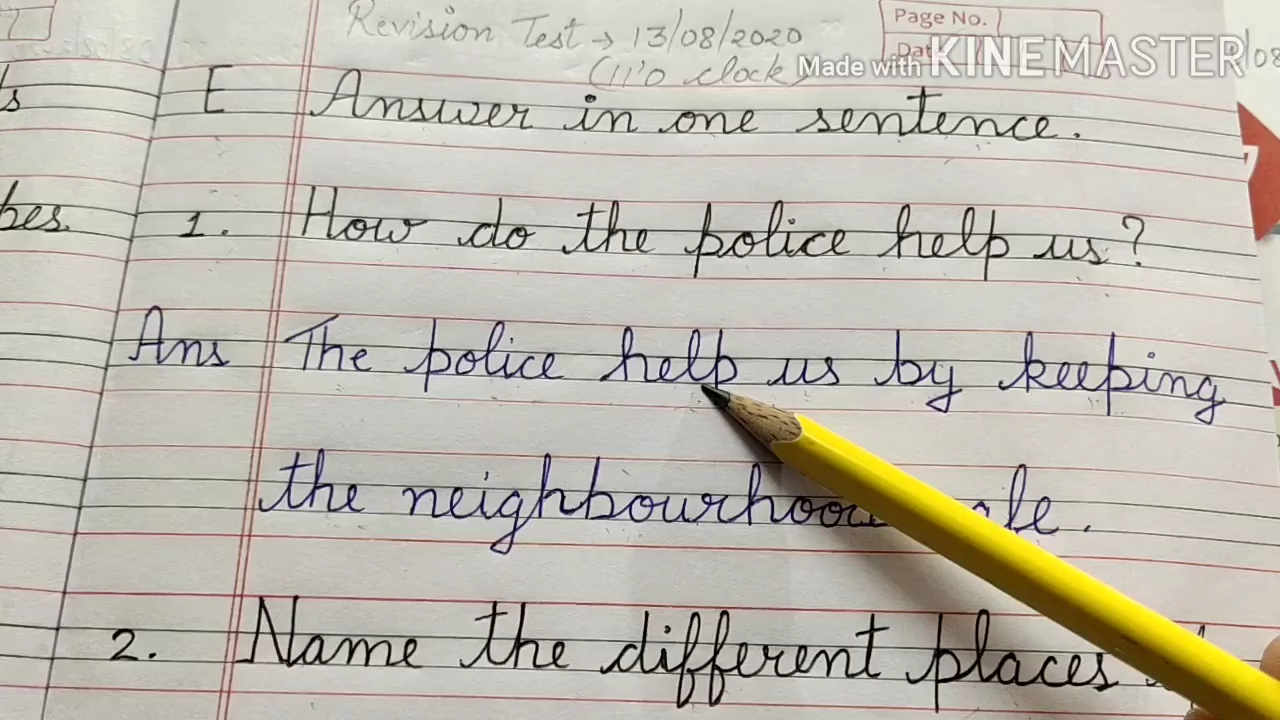 Revision Test → 13/08/2020
(11'o clock)
Page No.
Made with KINEMASTER
E Answer in one sentence.
1. How do the police help us?
Ans The police help us by keeping
the neighbourhood safe.
2. Name the different places